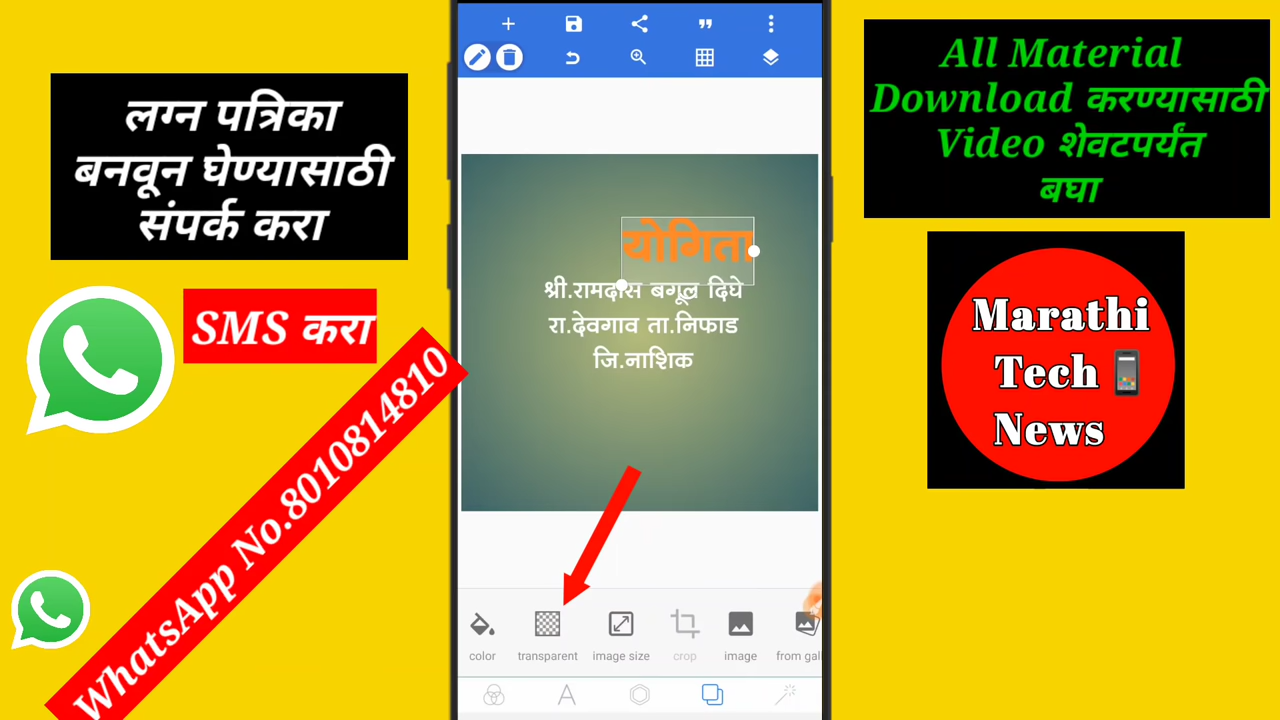 लग्न पत्रिका
बनवून घेण्यासाठी
संपर्क करा
SMS करा
WhatsApp No.8010814810
योगिता
श्री.रामदास बगूल दिघे
रा.देवगाव ता.निफाड
जि.नाशिक
color
transparent
image size
crop
image
from gall
All Material
Download करण्यासाठी
Video शेवटपर्यंत
बघा
Marathi
Tech
News